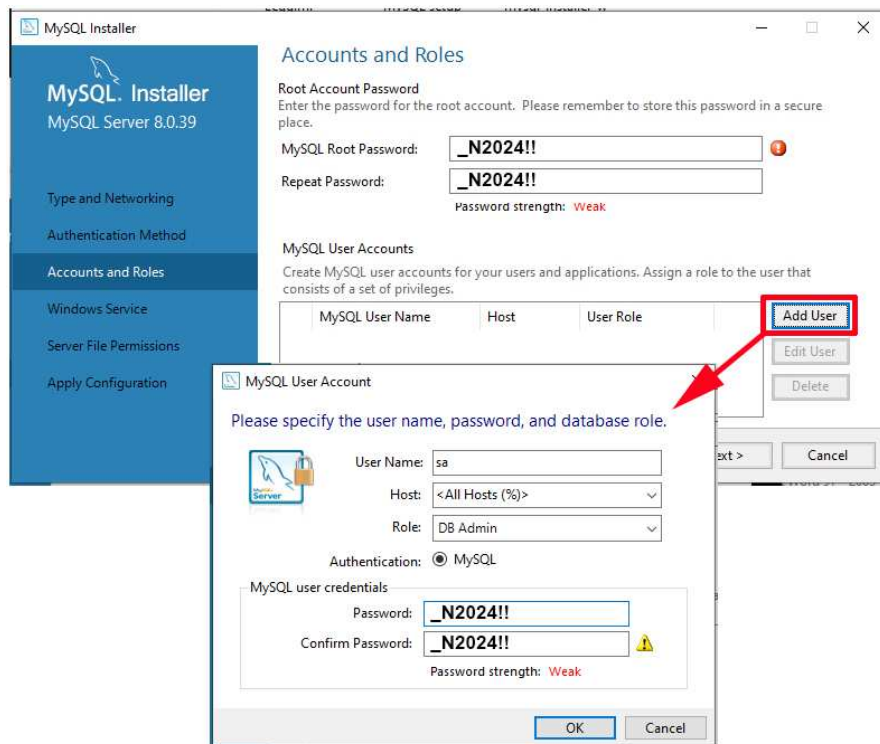 MySQL Installer
MySQL. Installer
MySQL Server 8.0.39
Type and Networking
Authentication Method
Accounts and Roles
Windows Service
Server File Permissions
Apply Configuration
Accounts and Roles
Root Account Password
Enter the password for the root account. Please remember to store this password in a secure
place.
MySQL Root Password: _N2024!!
Repeat Password: _N2024!!
Password strength: Weak
MySQL User Accounts
Create MySQL user accounts for your users and applications. Assign a role to the user that
consists of a set of privileges.
MySQL User Name Host User Role
Add User
Edit User
Delete
ext > Cancel
MySQL User Account
Please specify the user name, password, and database role.
MySQL
Server
User Name: sa
Host: <All Hosts (%)>
Role: DB Admin
Authentication: MySQL
MySQL user credentials
Password: _N2024!!
Confirm Password: _N2024!!
Password strength: Weak
OK Cancel